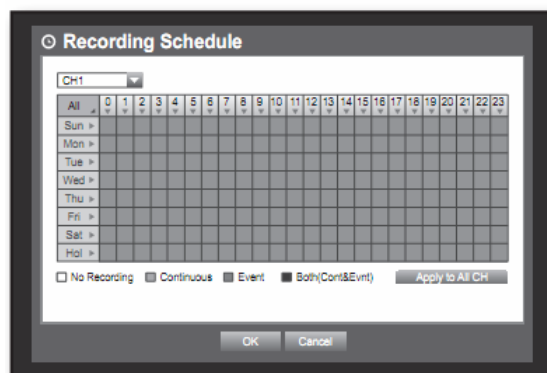 Recording Schedule
CH1
All 0 1 2 3 4 5 6 7 8 9 10 11 12 13 14 15 16 17 18 19 20 21 22 23
Sun
Mon
Tue
Wed
Thu
Fri
Sat
Hol
No Recording Continuous Event Both(Cont&Evnt) Apply to All CH
OK Cancel